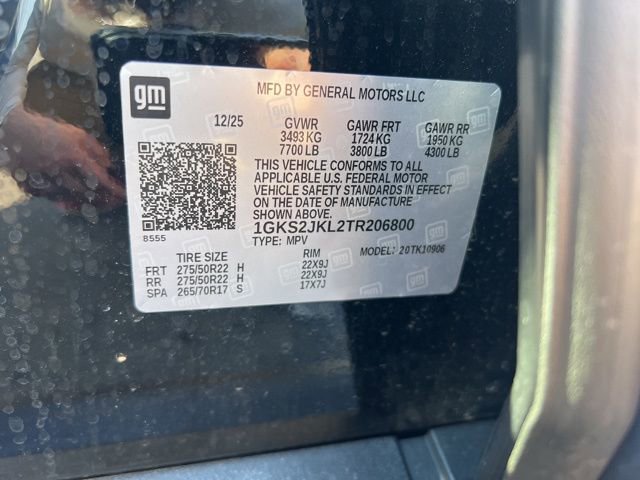 gm
MFD BY GENERAL MOTORS LLC
12/25 GVWR GAWR FRT GAWR RR
3493 KG 1724 KG 1950 KG
7700 LB 3800 LB 4300 LB
THIS VEHICLE CONFORMS TO ALL
APPLICABLE U.S. FEDERAL MOTOR
VEHICLE SAFETY STANDARDS IN EFFECT
ON THE DATE OF MANUFACTURE
SHOWN ABOVE.
8555
1GKS2JKL2TR206800
TYPE: MPV MODEL: 20TK10906
TIRE SIZE RIM
FRT 275/50R22 H 22X9J
RR 275/50R22 H 22X9J
SPA 265/70R17 S 17X7J